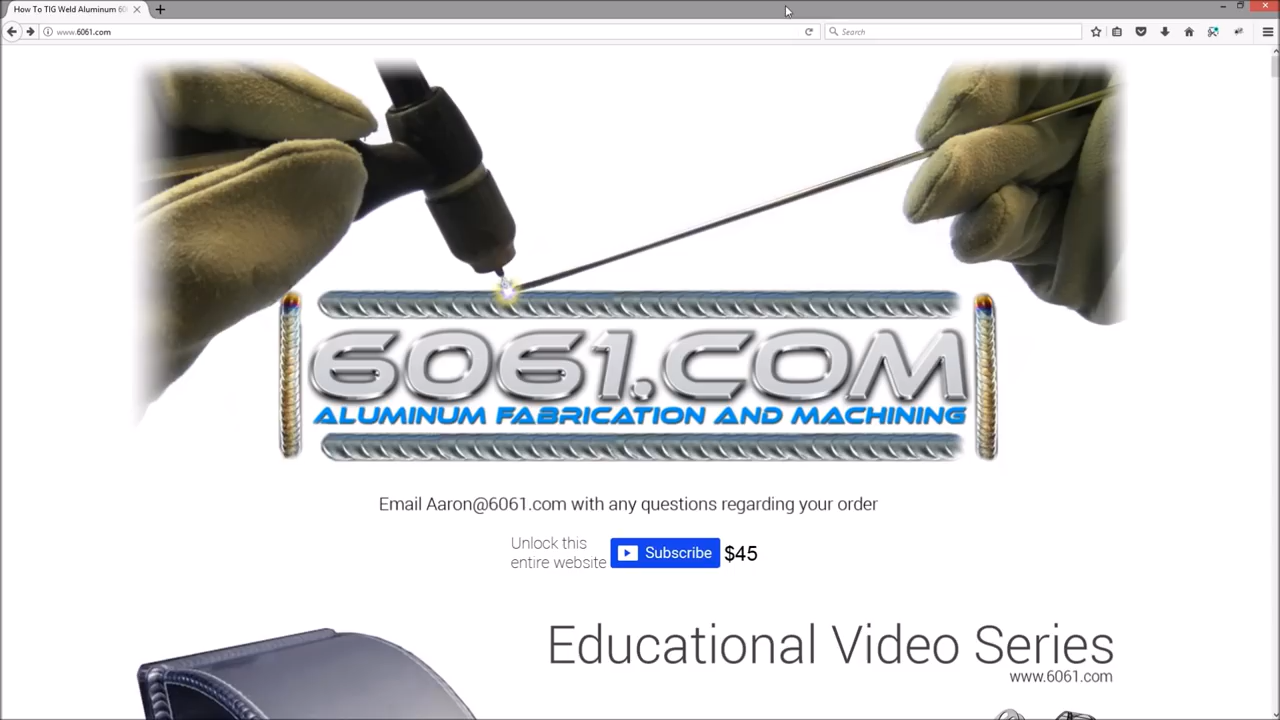 How To TIG Weld Aluminum 60
www.6061.com
Search
6061.COM
ALUMINUM FABRICATION AND MACHINING
Email Aaron@6061.com with any questions regarding your order
Unlock this
entire website
Subscribe
$45
Educational Video Series
www.6061.com